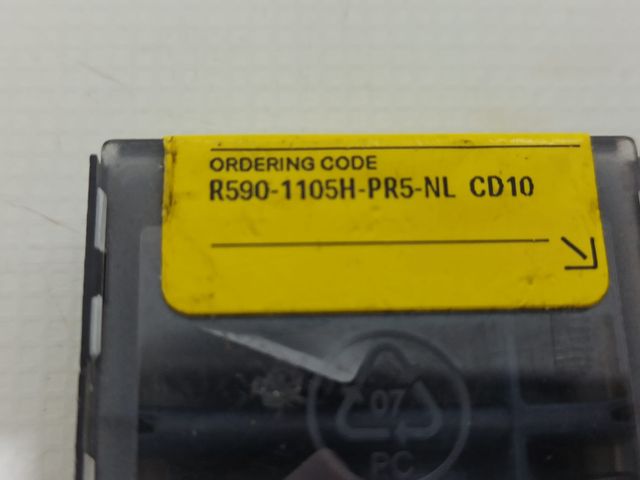 ORDERING CODE
R590-1105H-PR5-NL CD10
07
PC